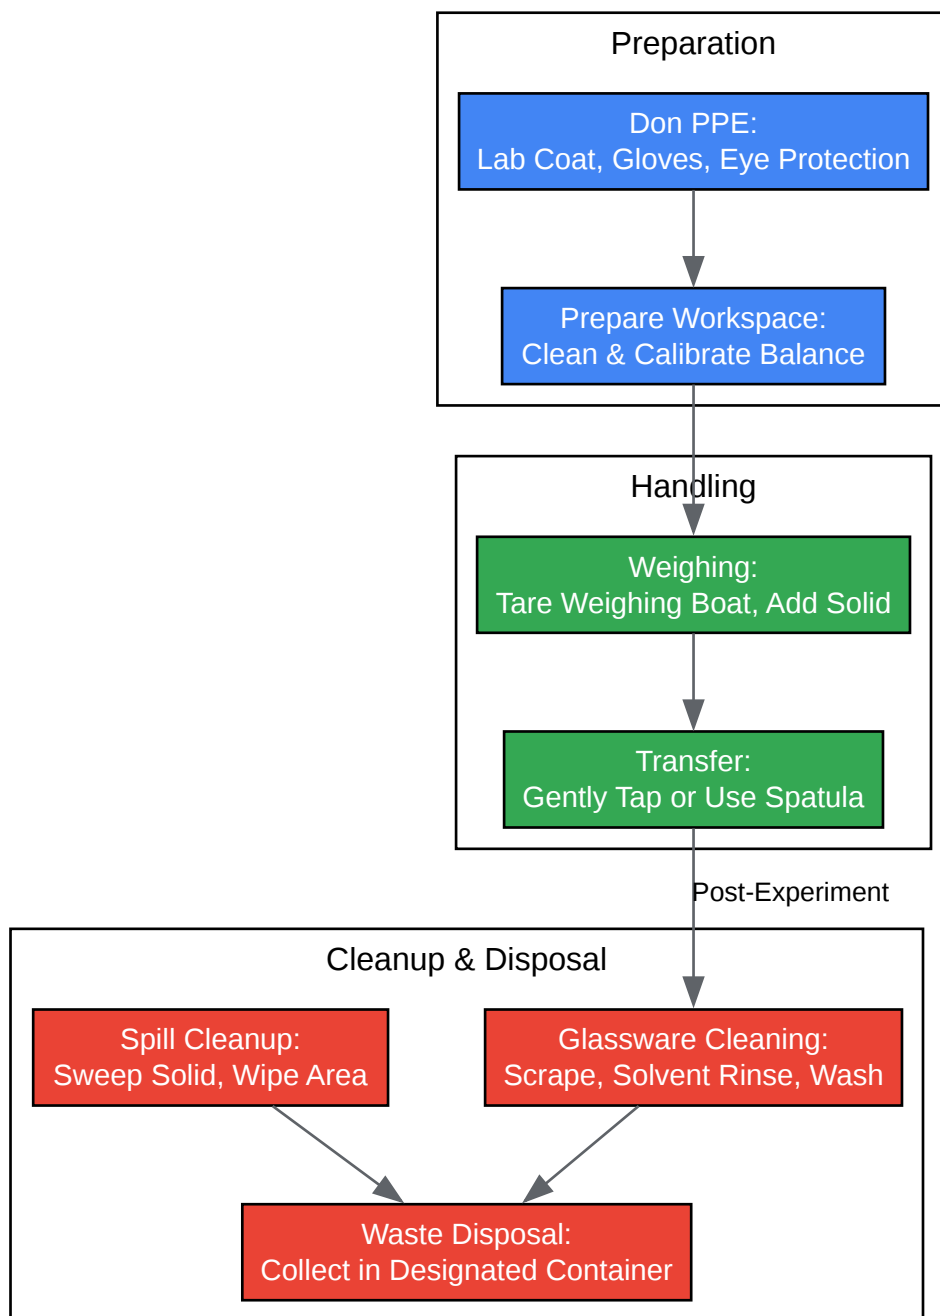 Preparation
Don PPE:
Lab Coat, Gloves, Eye Protection
Prepare Workspace:
Clean & Calibrate Balance
Handling
Weighing:
Tare Weighing Boat, Add Solid
Transfer:
Gently Tap or Use Spatula
Post-Experiment
Cleanup & Disposal
Spill Cleanup:
Sweep Solid, Wipe Area
Glassware Cleaning:
Scrape, Solvent Rinse, Wash
Waste Disposal:
Collect in Designated Container